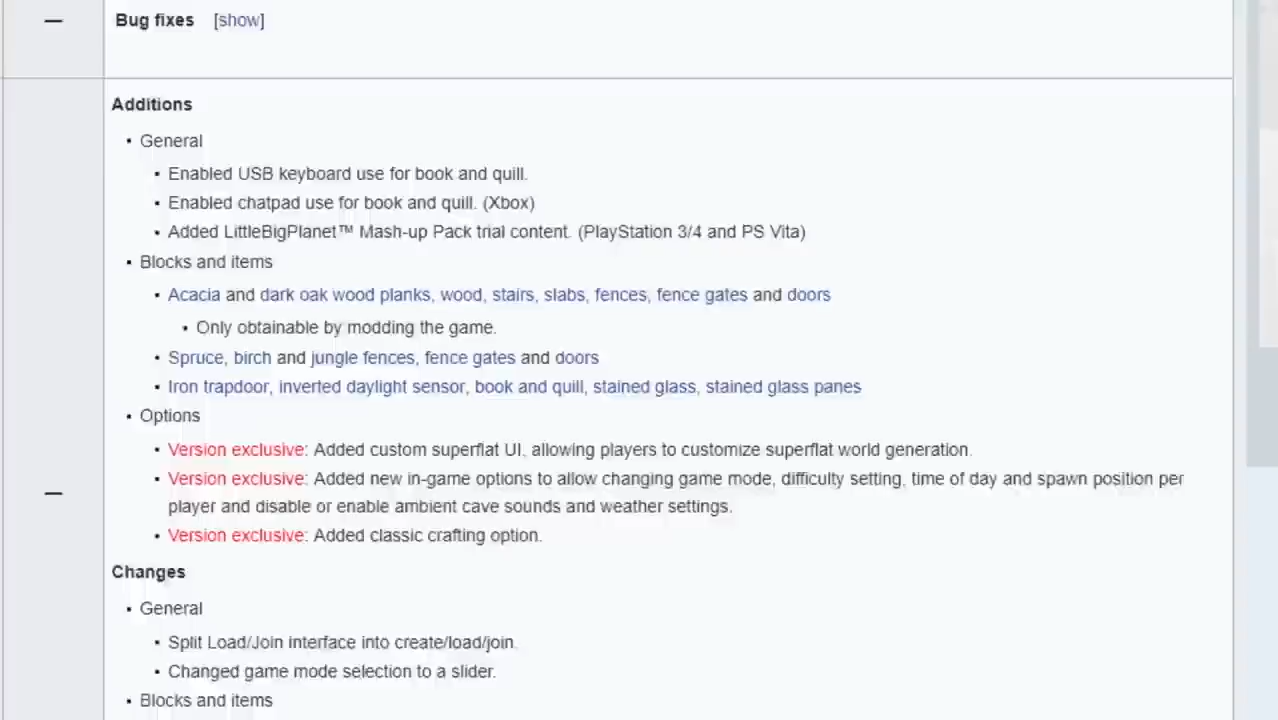 — Bug fixes [show]
Additions
• General
• Enabled USB keyboard use for book and quill.
• Enabled chatpad use for book and quill. (Xbox)
• Added LittleBigPlanet™ Mash-up Pack trial content. (PlayStation 3/4 and PS Vita)
• Blocks and items
• Acacia and dark oak wood planks, wood, stairs, slabs, fences, fence gates and doors
• Only obtainable by modding the game.
• Spruce, birch and jungle fences, fence gates and doors
• Iron trapdoor, inverted daylight sensor, book and quill, stained glass, stained glass panes
• Options
• Version exclusive: Added custom superflat UI, allowing players to customize superflat world generation.
• Version exclusive: Added new in-game options to allow changing game mode, difficulty setting, time of day and spawn position per
— player and disable or enable ambient cave sounds and weather settings.
• Version exclusive: Added classic crafting option.
Changes
• General
• Split Load/Join interface into create/load/join.
• Changed game mode selection to a slider.
• Blocks and items